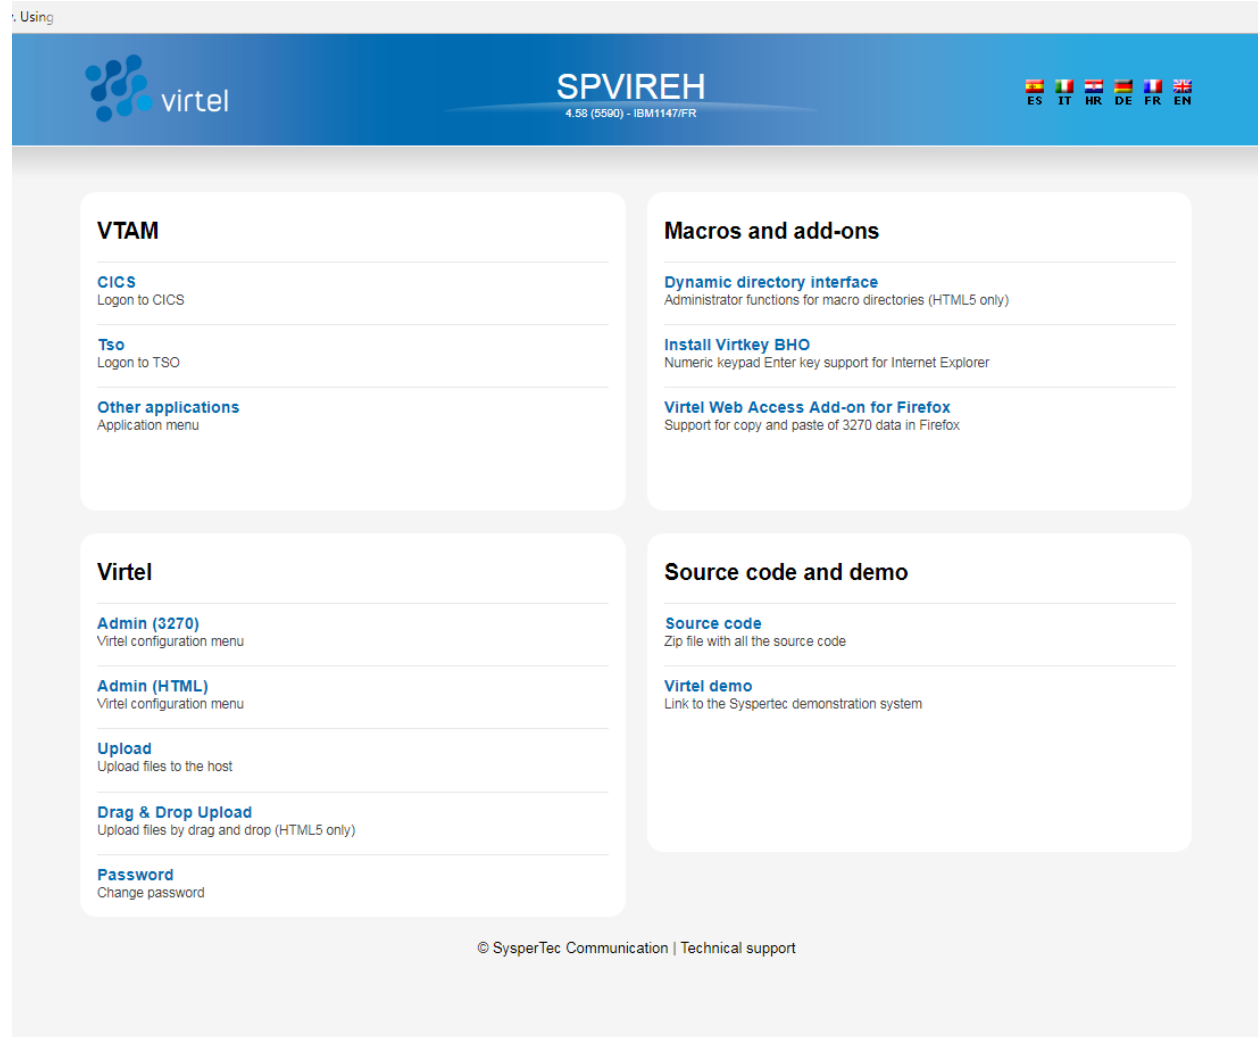 . Using
virtel
SPVIREH
4.58 (5590) - IBM1147/FR
ES IT HR DE FR EN
VTAM
CICS
Logon to CICS
Tso
Logon to TSO
Other applications
Application menu
Macros and add-ons
Dynamic directory interface
Administrator functions for macro directories (HTML5 only)
Install Virtkey BHO
Numeric keypad Enter key support for Internet Explorer
Virtel Web Access Add-on for Firefox
Support for copy and paste of 3270 data in Firefox
Virtel
Admin (3270)
Virtel configuration menu
Admin (HTML)
Virtel configuration menu
Upload
Upload files to the host
Drag & Drop Upload
Upload files by drag and drop (HTML5 only)
Password
Change password
Source code and demo
Source code
Zip file with all the source code
Virtel demo
Link to the Syspertec demonstration system
© SysperTec Communication | Technical support